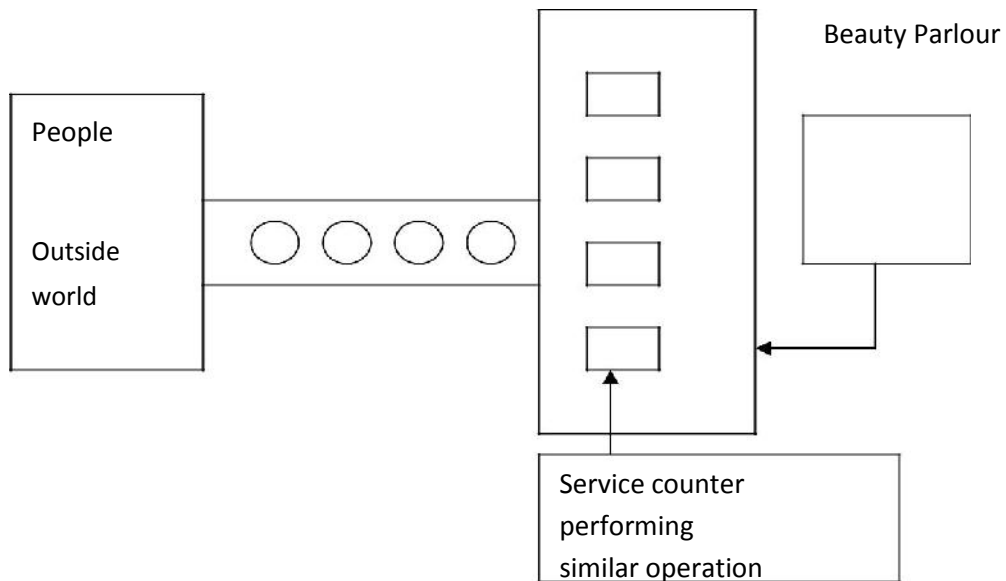 Beauty Parlour
People
Outside
world
Service counter
performing
similar operation